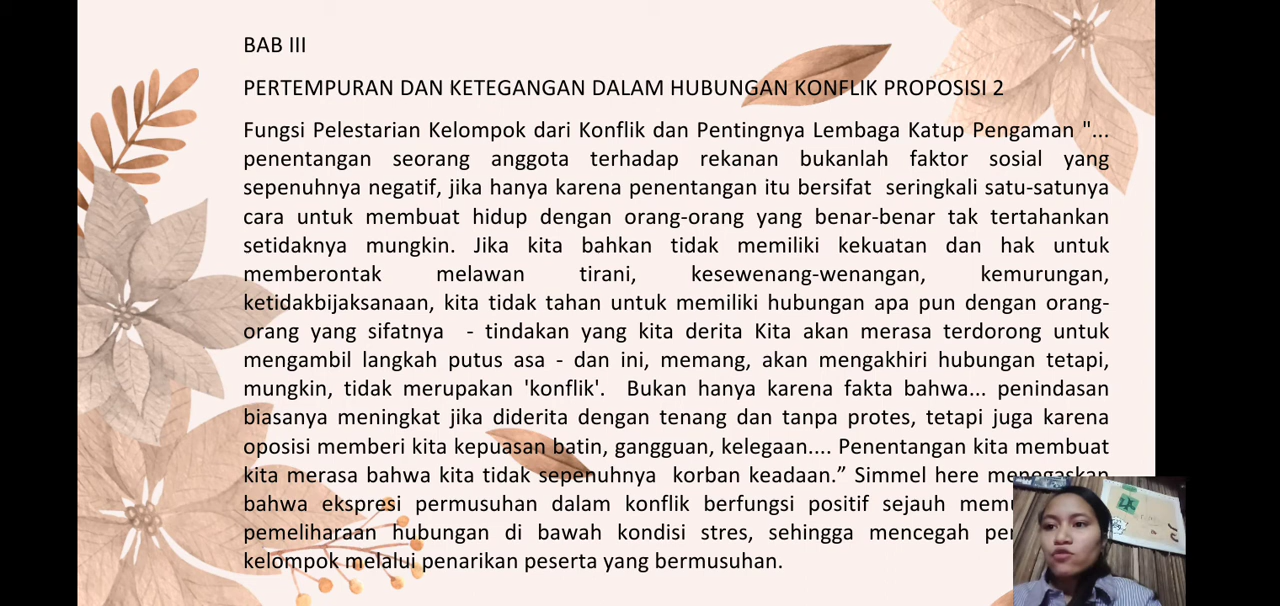 BAB III
PERTEMPURAN DAN KETEGANGAN DALAM HUBUNGAN KONFLIK PROPOSISI 2
Fungsi Pelestarian Kelompok dari Konflik dan Pentingnya Lembaga Katup Pengaman "...
penentangan seorang anggota terhadap rekanan bukanlah faktor sosial yang
sepenuhnya negatif, jika hanya karena penentangan itu bersifat seringkali satu-satunya
cara untuk membuat hidup dengan orang-orang yang benar-benar tak tertahankan
setidaknya mungkin. Jika kita bahkan tidak memiliki kekuatan dan hak untuk
memberontak melawan tirani, kesewenang-wenangan, kemurungan,
ketidakbijaksanaan, kita tidak tahan untuk memiliki hubungan apa pun dengan orang-
orang yang sifatnya - tindakan yang kita derita Kita akan merasa terdorong untuk
mengambil langkah putus asa - dan ini, memang, akan mengakhiri hubungan tetapi,
mungkin, tidak merupakan 'konflik'. Bukan hanya karena fakta bahwa... penindasan
biasanya meningkat jika diderita dengan tenang dan tanpa protes, tetapi juga karena
oposisi memberi kita kepuasan batin, gangguan, kelegaan.... Penentangan kita membuat
kita merasa bahwa kita tidak sepenuhnya korban keadaan.” Simmel here menegaskan
bahwa ekspresi permusuhan dalam konflik berfungsi positif sejauh
pemeliharaan hubungan di bawah kondisi stres, sehingga mencegah
kelompok melalui penarikan peserta yang bermusuhan.